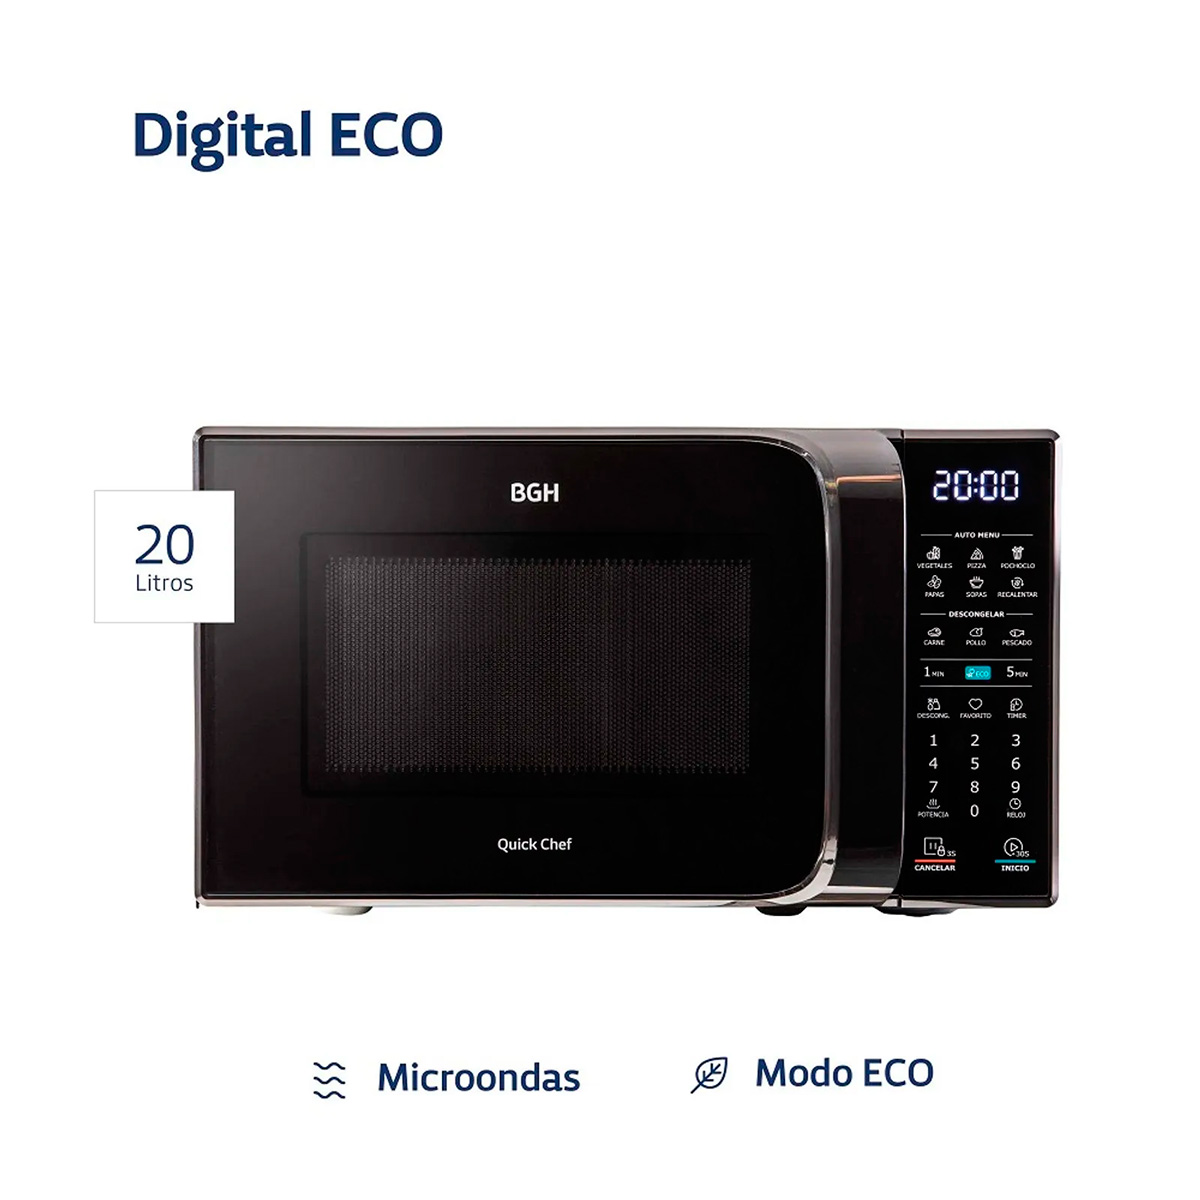 Digital ECO
20
Litros
BGH
Quick Chef
20:00
AUTO MENU
VEGETALES PIZZA POCHOCLO
PAPAS SOPAS RECALENTAR
DESCONGELAR
CARNE POLLO PESCADO
1 MIN ECO 5 MIN
DESCONG. FAVORITO TIMER
1 2 3
4 5 6
7 8 9
POTENCIA 0 RELOJ
3S 30S
CANCELAR INICIO
Microondas Modo ECO